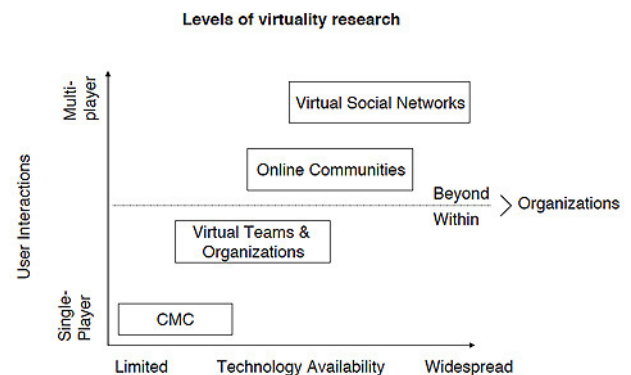 Levels of virtuality research
Multi-
player
Virtual Social Networks
Online Communities
Beyond
Within
Organizations
User Interactions
Virtual Teams &
Organizations
Single-
Player
CMC
Limited
Technology Availability
Widespread